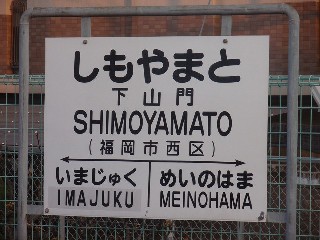 しもやまと
下山門
SHIMOYAMATO
(福岡市西区)
いまじゅく めいのはま
IMAJUKU MEINOHAMA